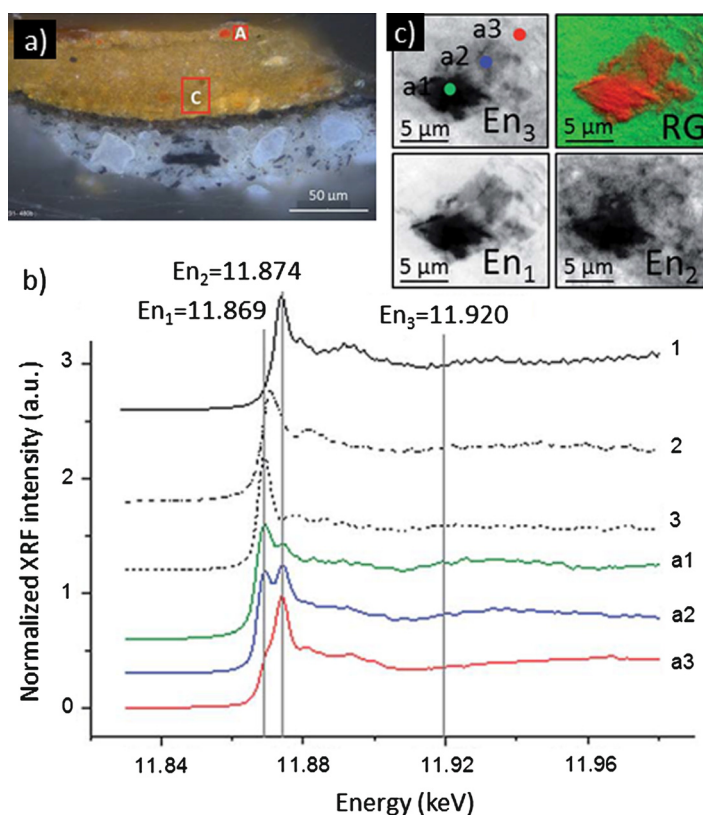 a)
A
C
50 µm
c)
a3
a2
a1
5 µm
En3
5 µm
RG
5 µm
En1
5 µm
En2
b)
En2=11.874
En1=11.869
En3=11.920
Normalized XRF intensity (a.u.)
3
2
1
0
1
2
3
a1
a2
a3
11.84
11.88
11.92
11.96
Energy (keV)